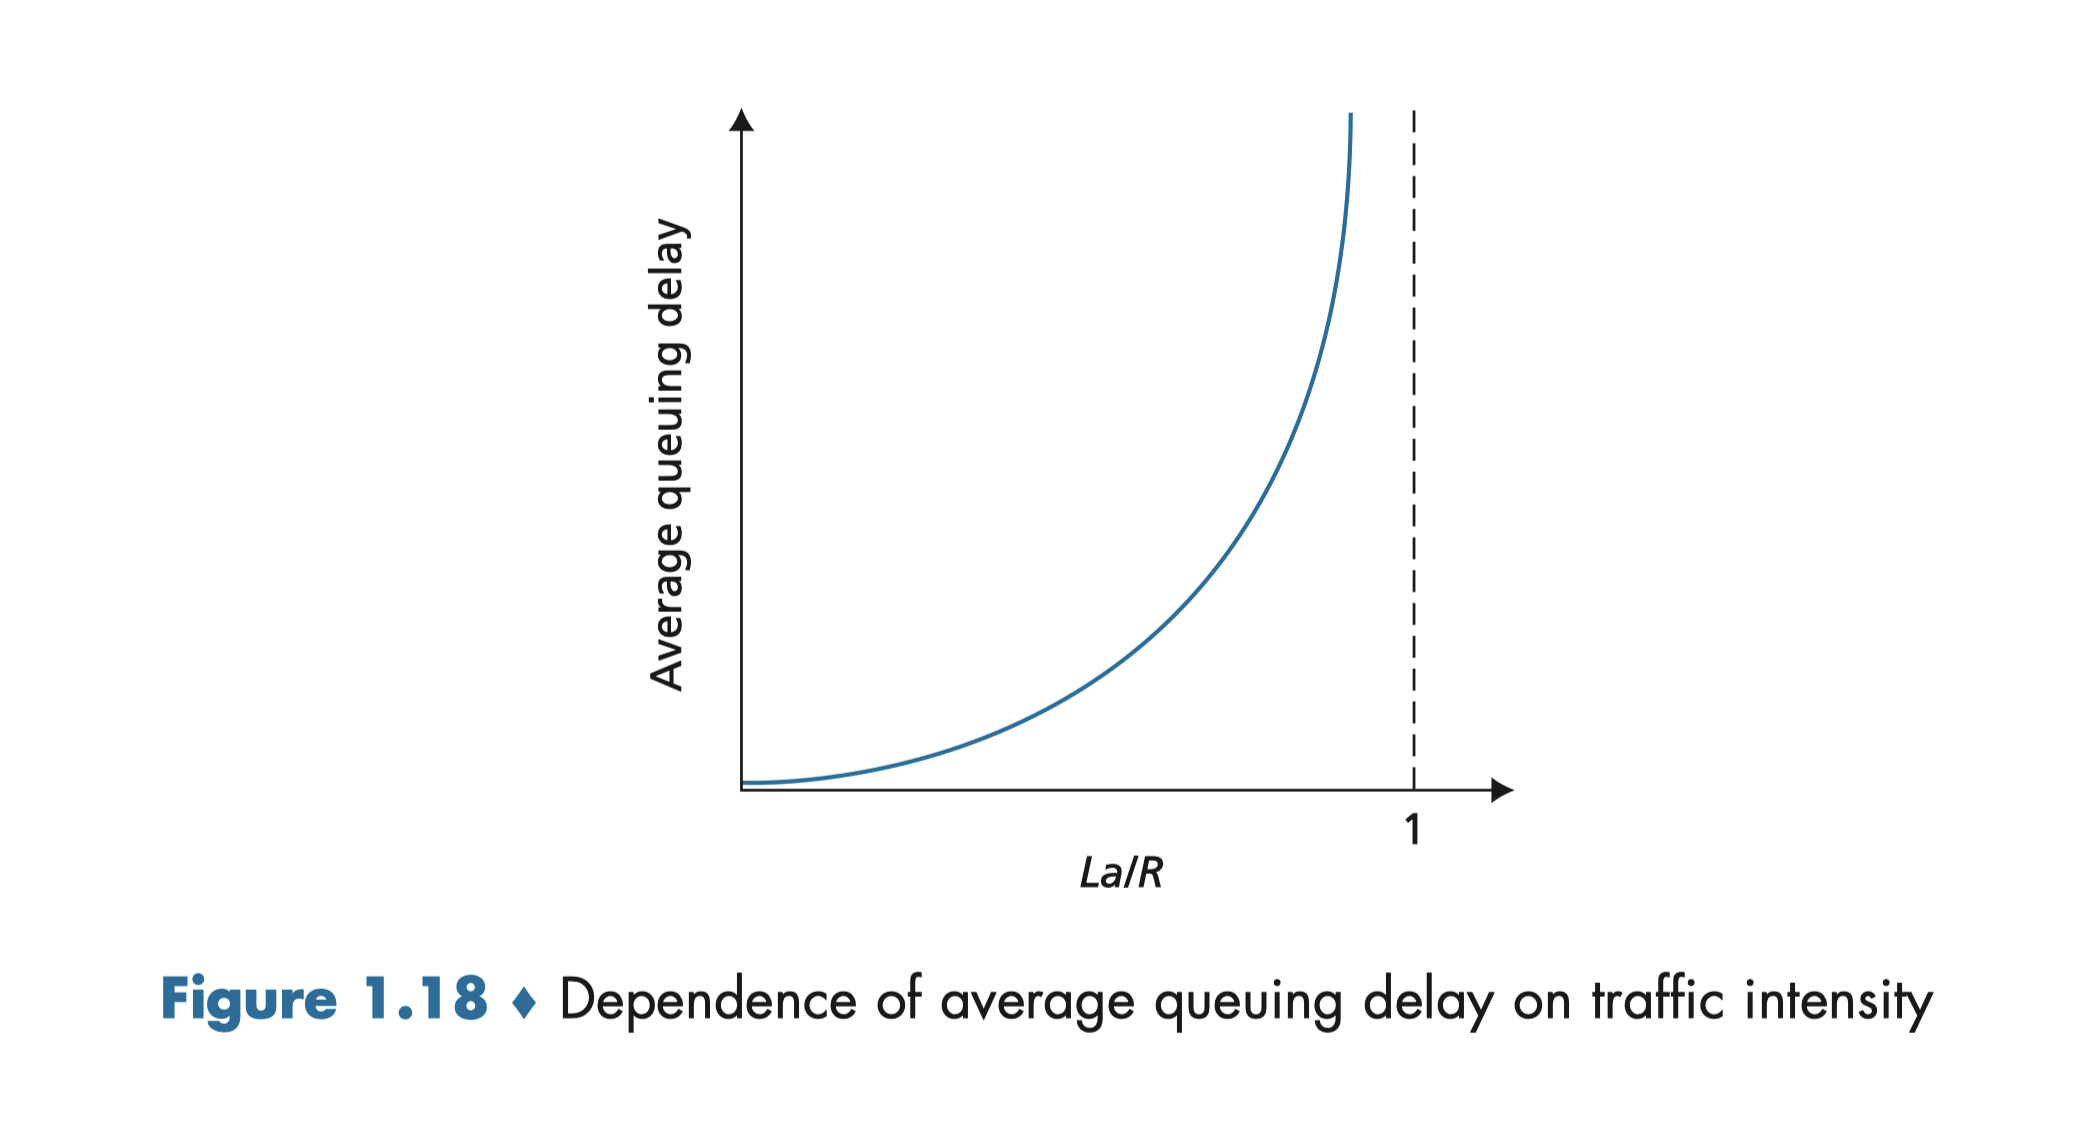 Average queuing delay
1
La/R
Figure 1.18 ♦ Dependence of average queuing delay on traffic intensity